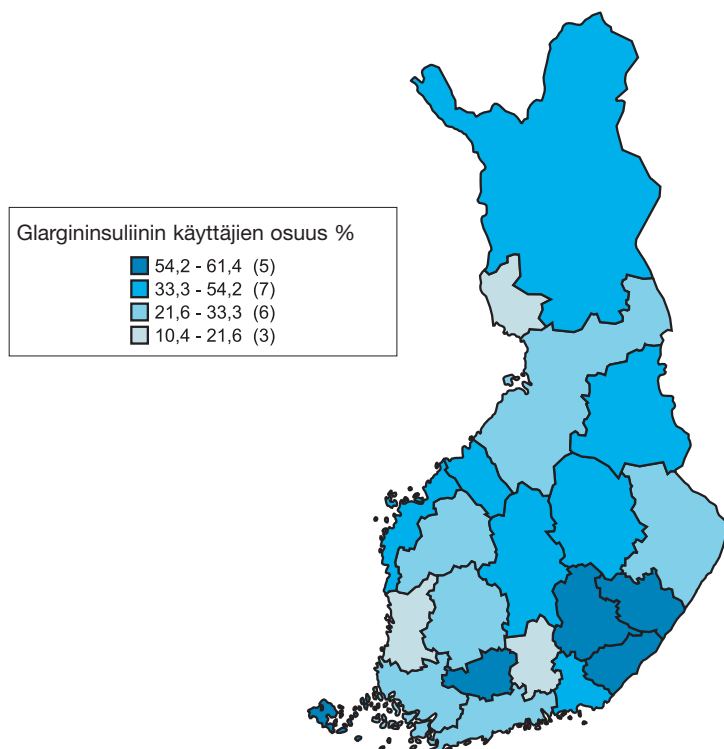 Glargininsuliinin käyttäjien osuus %
54,2 - 61,4 (5)
33,3 - 54,2 (7)
21,6 - 33,3 (6)
10,4 - 21,6 (3)